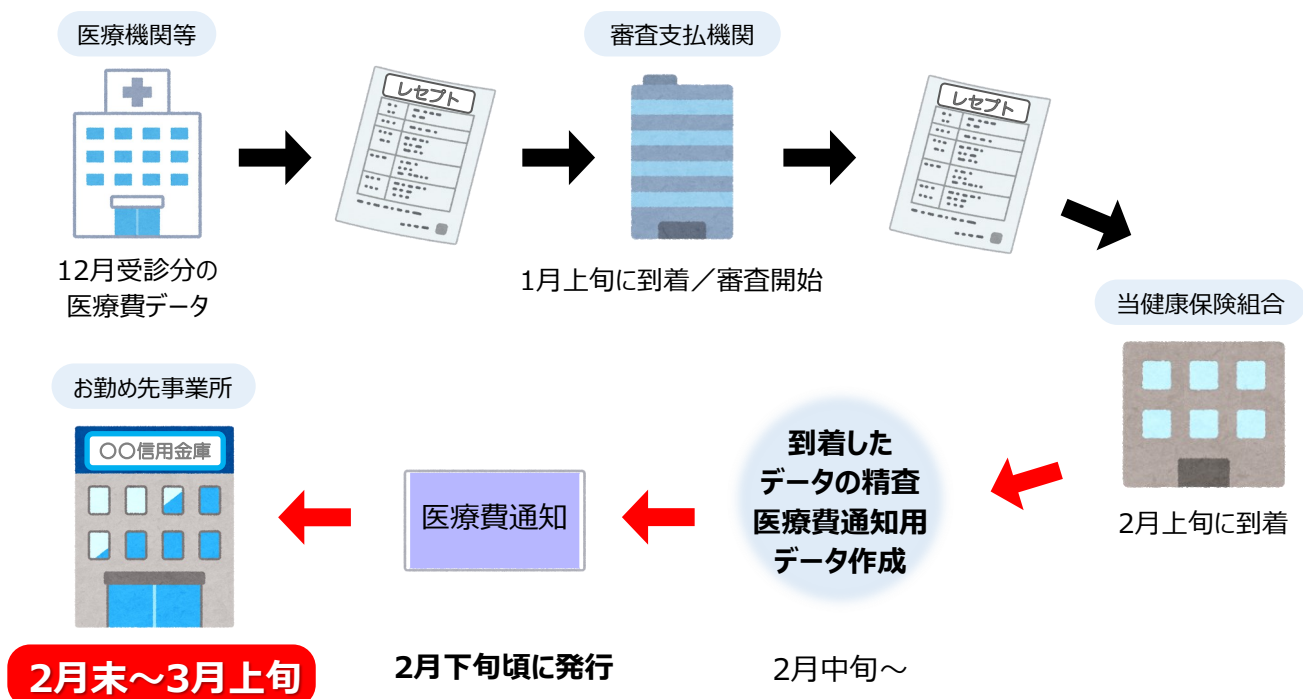 医療機関等
審査支払機関
レセプト
レセプト
12月受診分の
医療費データ
1月上旬に到着／審査開始
当健康保険組合
2月上旬に到着
お勤め先事業所
〇〇信用金庫
医療費通知
到着した
データの精査
医療費通知用
データ作成
2月末～3月上旬
2月下旬頃に発行
2月中旬～